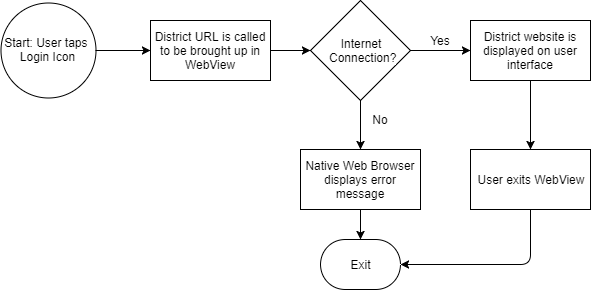 Start: User taps
Login Icon
District URL is called
to be brought up in
WebView
Internet
Connection?
Yes
District website is
displayed on user
interface
No
Native Web Browser
displays error
message
User exits WebView
Exit